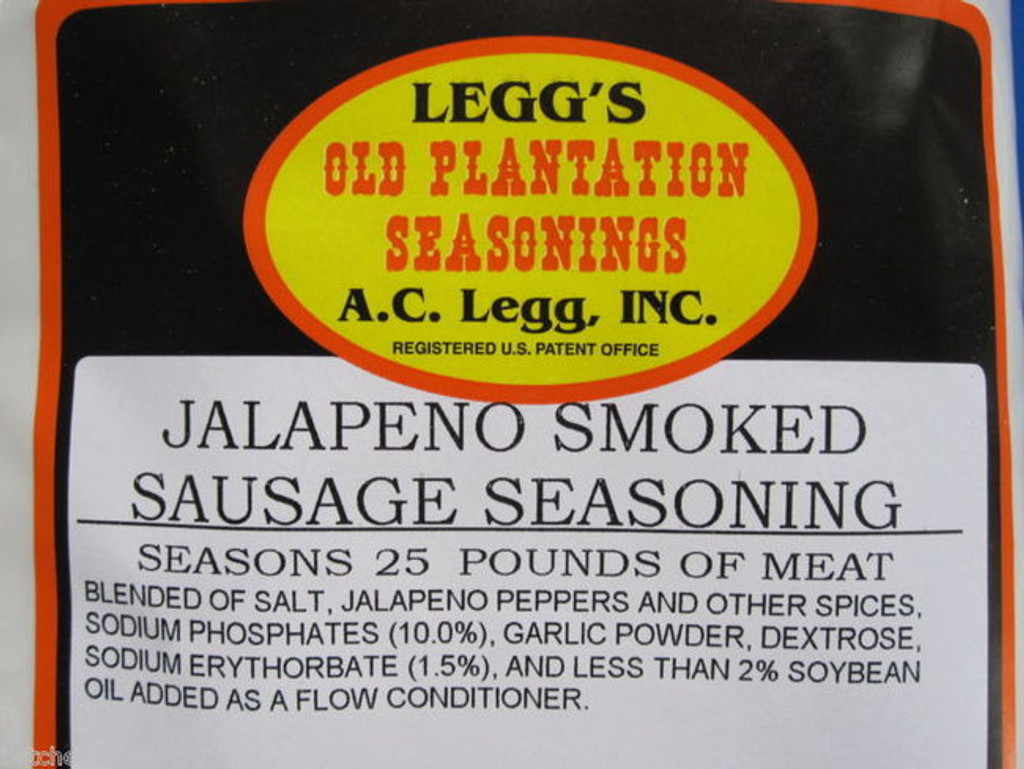 LEGG'S
OLD PLANTATION
SEASONINGS
A.C. Legg, INC.
REGISTERED U.S. PATENT OFFICE
JALAPENO SMOKED
SAUSAGE SEASONING
SEASONS 25 POUNDS OF MEAT
BLENDED OF SALT, JALAPENO PEPPERS AND OTHER SPICES,
SODIUM PHOSPHATES (10.0%), GARLIC POWDER, DEXTROSE,
SODIUM ERYTHORBATE (1.5%), AND LESS THAN 2% SOYBEAN
OIL ADDED AS A FLOW CONDITIONER.